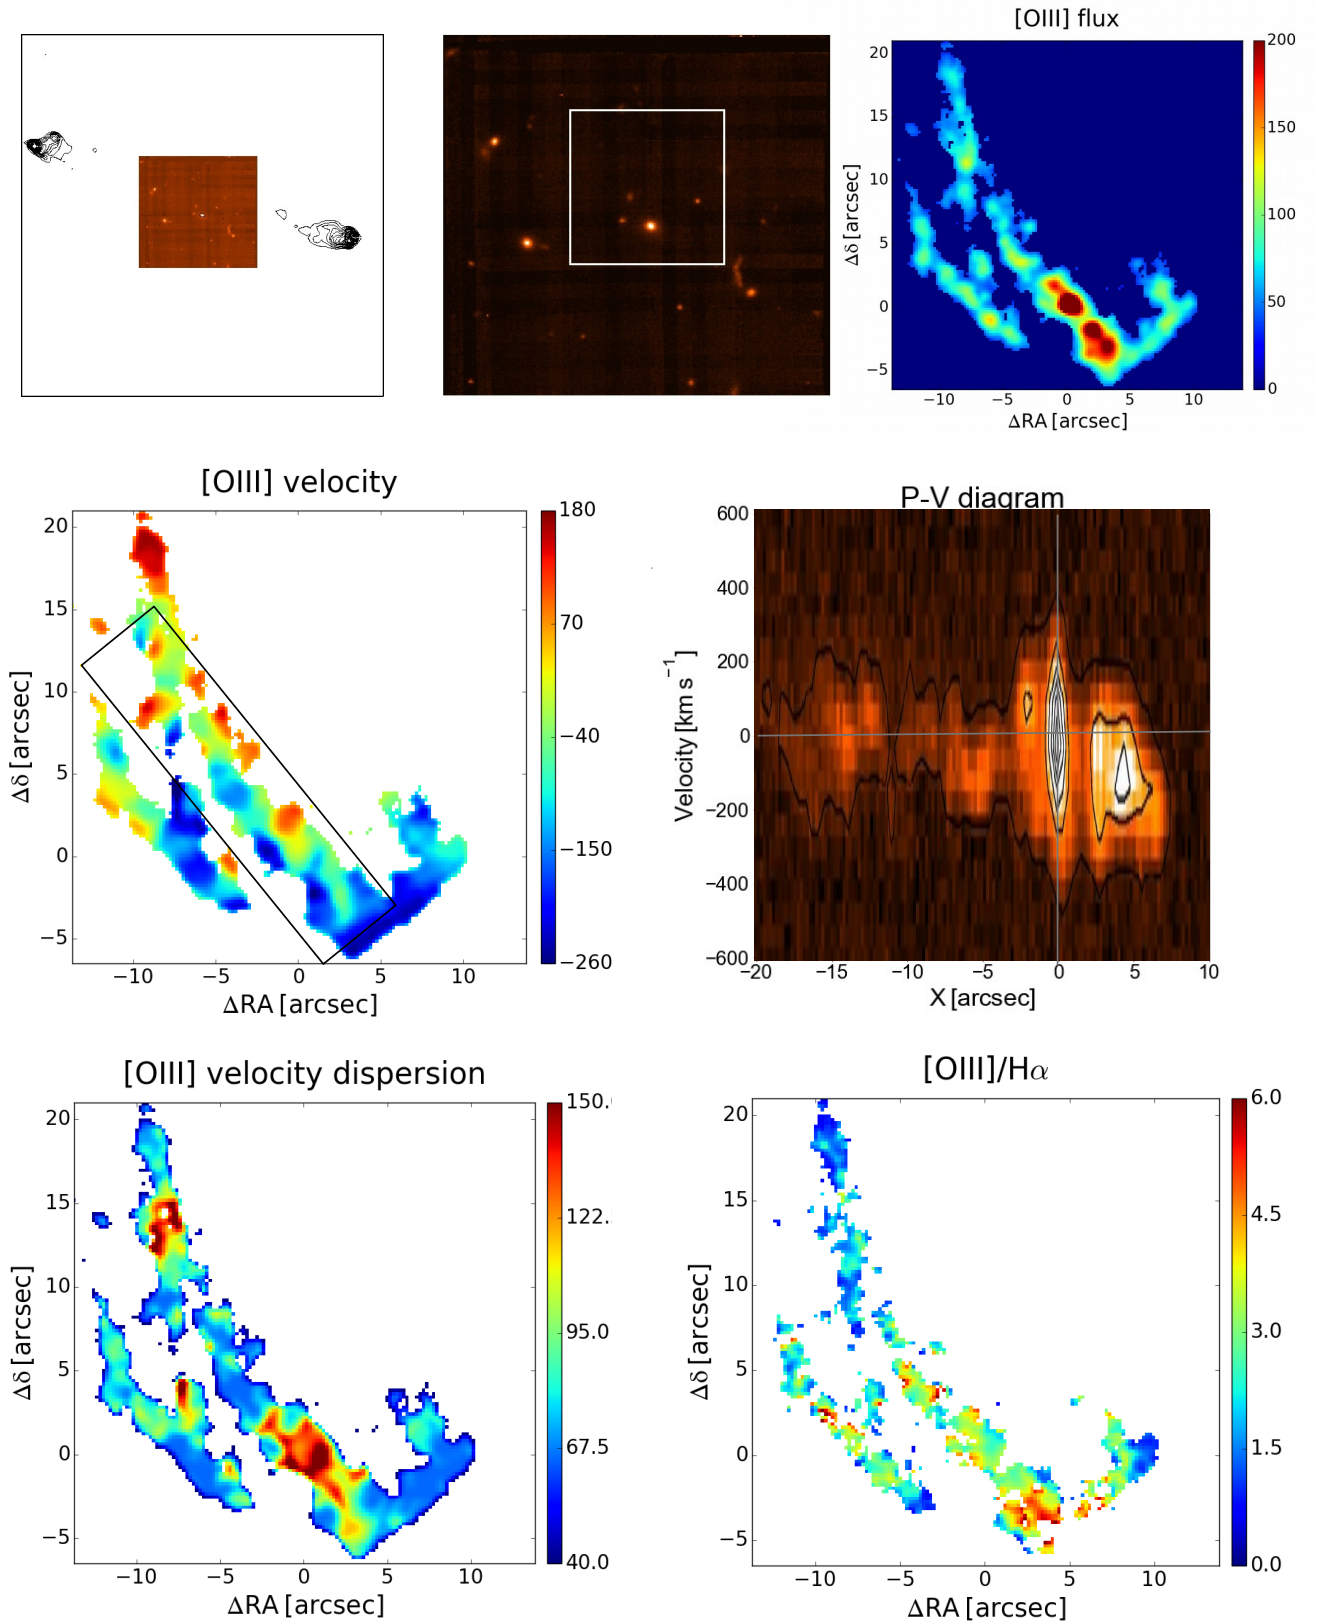 [OIII] flux
20
15
10
5
0
−5
Δδ [arcsec]
−10 −5 0 5 10
ΔRA [arcsec]
200
150
100
50
0
[OIII] velocity
20
15
10
5
0
−5
Δδ [arcsec]
−10 −5 0 5 10
ΔRA [arcsec]
180
70
−40
−150
−260
P-V diagram
600
400
200
0
−200
−400
−600
Velocity [km s⁻¹]
−20 −15 −10 −5 0 5 10
X [arcsec]
[OIII] velocity dispersion
20
15
10
5
0
−5
Δδ [arcsec]
−10 −5 0 5 10
ΔRA [arcsec]
150.
122.
95.0
67.5
40.0
[OIII]/Hα
20
15
10
5
0
−5
Δδ [arcsec]
−10 −5 0 5 10
ΔRA [arcsec]
6.0
4.5
3.0
1.5
0.0